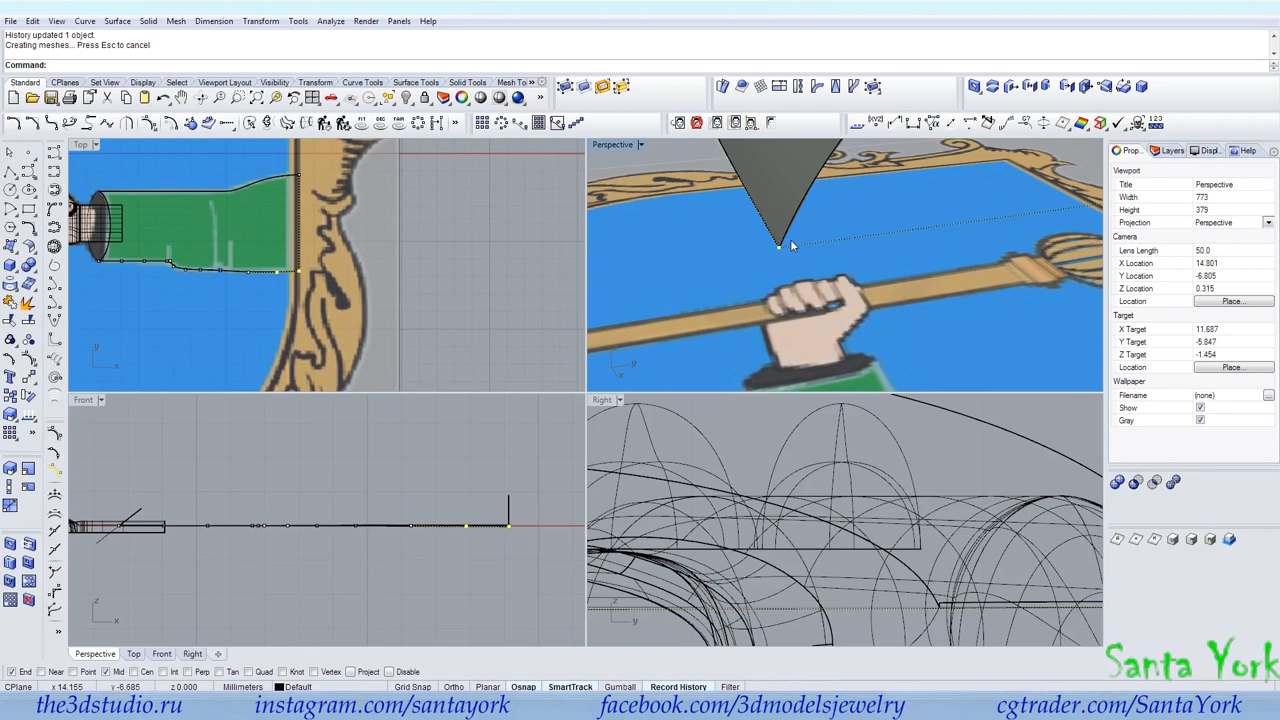 File Edit View Curve Surface Solid Mesh Dimension Transform Tools Analyze Render Panels Help
History updated 1 object.
Creating meshes... Press Esc to cancel
Command:
Standard CPlanes Set View Display Select Viewport Layout Visibility Transform Curve Tools Surface Tools Solid Tools Mesh To
Top
Perspective
Front
Right
y
x
z
x
z
y
y
x
Prop... Layers Displ... Help
Viewport
Title Perspective
Width 773
Height 379
Projection Perspective
Camera
Lens Length 50.0
X Location 14.801
Y Location -6.805
Z Location 0.315
Location Place...
Target
X Target 11.687
Y Target -5.847
Z Target -1.454
Location Place...
Wallpaper
Filename (none)
Show
Gray
Perspective Top Front Right
End Near Point Mid Cen Int Perp Tan Quad Knot Vertex Project Disable
CPlane x 14.155 y -6.685 z 0.000 Millimeters Default Grid Snap Ortho Planar Osnap SmartTrack Gumball Record History Filter
Santa York
the3dstudio.ru instagram.com/santayork facebook.com/3dmodelsjewelry cgtrader.com/SantaYork